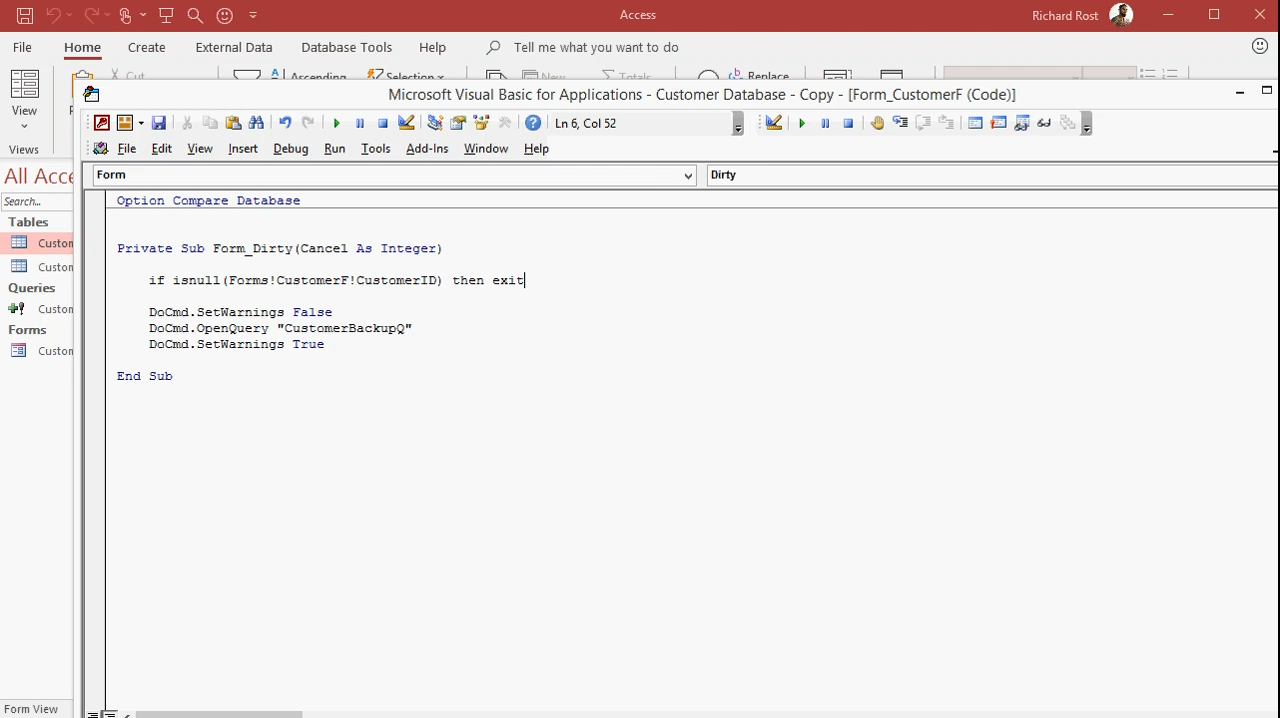 Access
Richard Rost
File Home Create External Data Database Tools Help Tell me what you want to do
View
Cut
Ascending
Selection
New
Totals
Replace
Views
Microsoft Visual Basic for Applications - Customer Database - Copy - [Form_CustomerF (Code)]
Ln 6, Col 52
File Edit View Insert Debug Run Tools Add-Ins Window Help
Form
Dirty
All Acce
Search...
Tables
Custom
Custom
Queries
Custom
Forms
Custom
Option Compare Database
Private Sub Form_Dirty(Cancel As Integer)
if isnull(Forms!CustomerF!CustomerID) then exit
DoCmd.SetWarnings False
DoCmd.OpenQuery "CustomerBackupQ"
DoCmd.SetWarnings True
End Sub
Form View